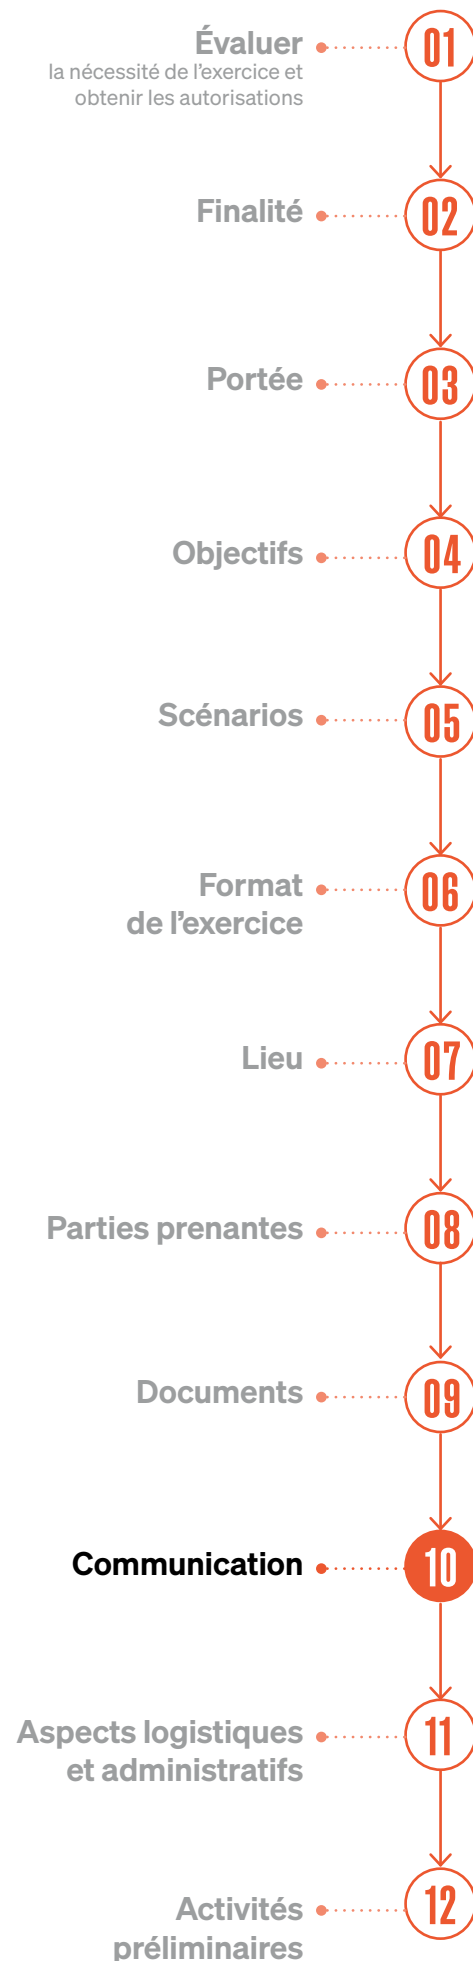 Évaluer
01
la nécessité de l'exercice et
obtenir les autorisations
Finalité
02
Portée
03
Objectifs
04
Scénarios
05
Format
06
de l'exercice
Lieu
07
Parties prenantes
08
Documents
09
Communication
10
Aspects logistiques
11
et administratifs
Activités
12
préliminaires